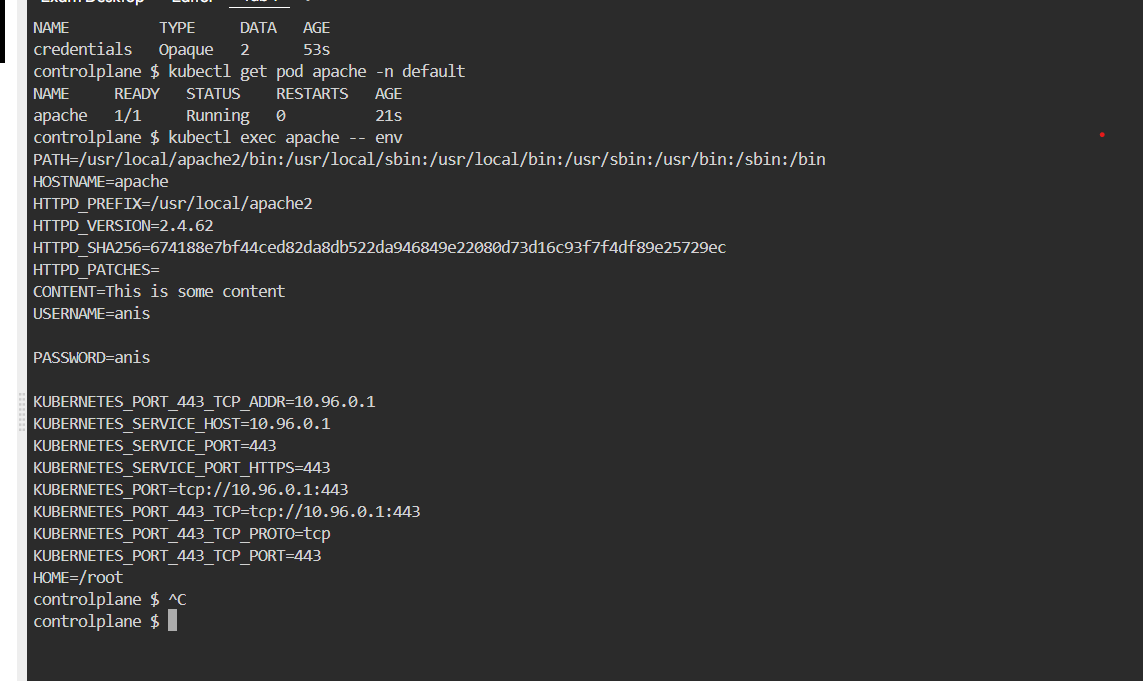 NAME          TYPE     DATA   AGE
credentials   Opaque   2      53s
controlplane $ kubectl get pod apache -n default
NAME     READY   STATUS    RESTARTS   AGE
apache   1/1     Running   0          21s
controlplane $ kubectl exec apache -- env
PATH=/usr/local/apache2/bin:/usr/local/sbin:/usr/local/bin:/usr/sbin:/usr/bin:/sbin:/bin
HOSTNAME=apache
HTTPD_PREFIX=/usr/local/apache2
HTTPD_VERSION=2.4.62
HTTPD_SHA256=674188e7bf44ced82da8db522da946849e22080d73d16c93f7f4df89e25729ec
HTTPD_PATCHES=
CONTENT=This is some content
USERNAME=anis
PASSWORD=anis
KUBERNETES_PORT_443_TCP_ADDR=10.96.0.1
KUBERNETES_SERVICE_HOST=10.96.0.1
KUBERNETES_SERVICE_PORT=443
KUBERNETES_SERVICE_PORT_HTTPS=443
KUBERNETES_PORT=tcp://10.96.0.1:443
KUBERNETES_PORT_443_TCP=tcp://10.96.0.1:443
KUBERNETES_PORT_443_TCP_PROTO=tcp
KUBERNETES_PORT_443_TCP_PORT=443
HOME=/root
controlplane $ ^C
controlplane $